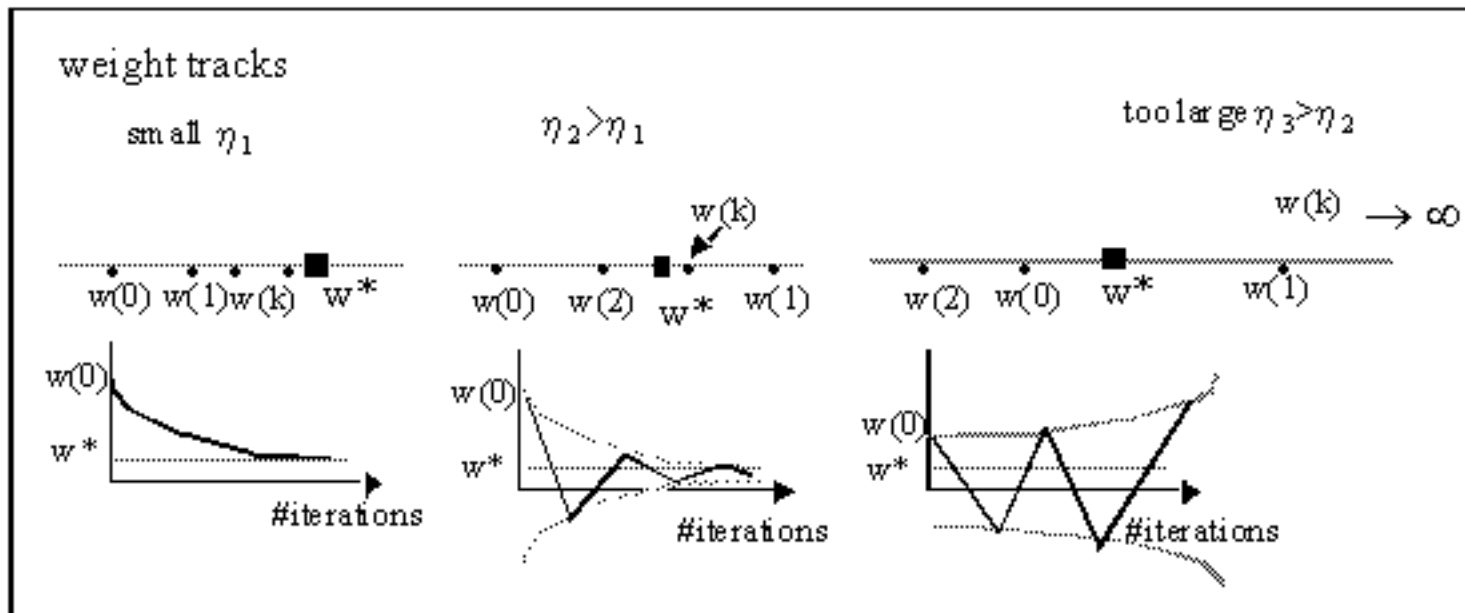 weight tracks
small η1
η2>η1
too large η3>η2
w(k)
w(k) → ∞
w(0) w(1) w(k) w*
w(0) w(2) w* w(1)
w(2) w(0) w* w(1)
w(0)
w*
#iterations
w(0)
w*
#iterations
w(0)
w*
#iterations